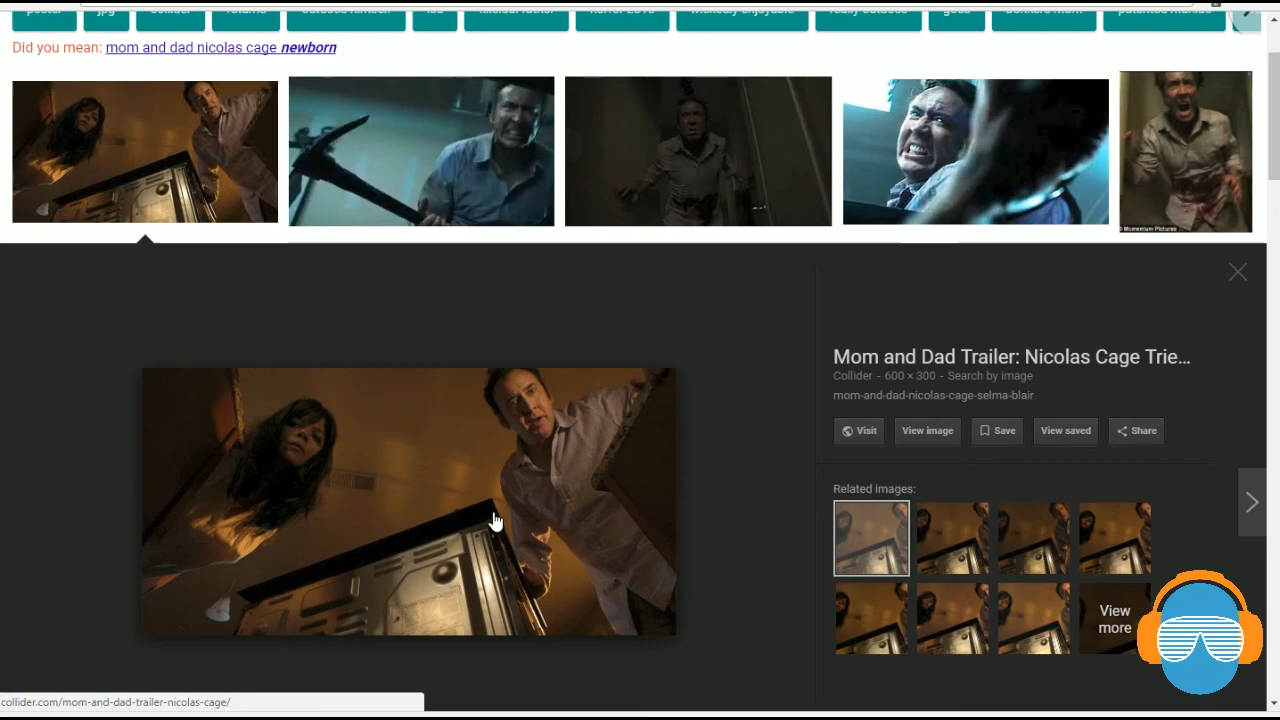 Did you mean: mom and dad nicolas cage newborn
© Momentum Pictures
Mom and Dad Trailer: Nicolas Cage Trie...
Collider - 600 × 300 - Search by image
mom-and-dad-nicolas-cage-selma-blair
Visit
View image
Save
View saved
Share
Related images:
View
more
collider.com/mom-and-dad-trailer-nicolas-cage/